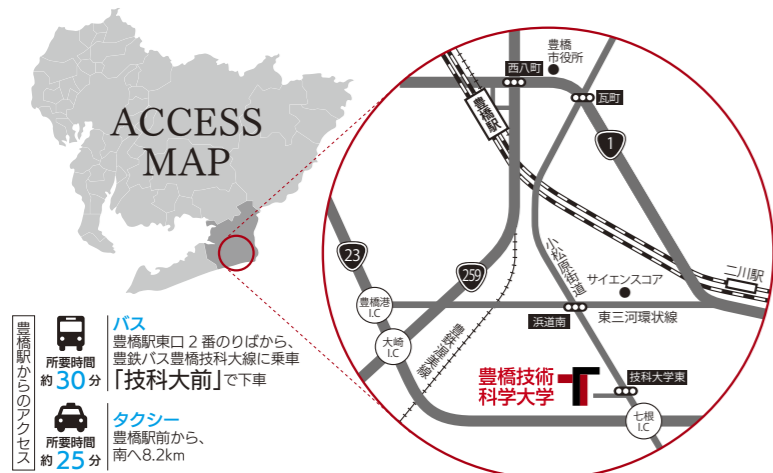 ACCESS
MAP
豊橋駅からのアクセス
所要時間
約30分
バス
豊橋駅東口2番のりばから、
豊鉄バス豊橋技科大線に乗車
「技科大前」で下車
所要時間
約25分
タクシー
豊橋駅前から、
南へ8.2km
豊橋
市役所
西八町
瓦町
豊橋駅
1
23
259
小松原街道
二川駅
サイエンスコア
豊橋港
I.C
浜道南
東三河環状線
大崎
I.C
豊鉄渥美線
豊橋技術
科学大学
技科大学東
七根
I.C